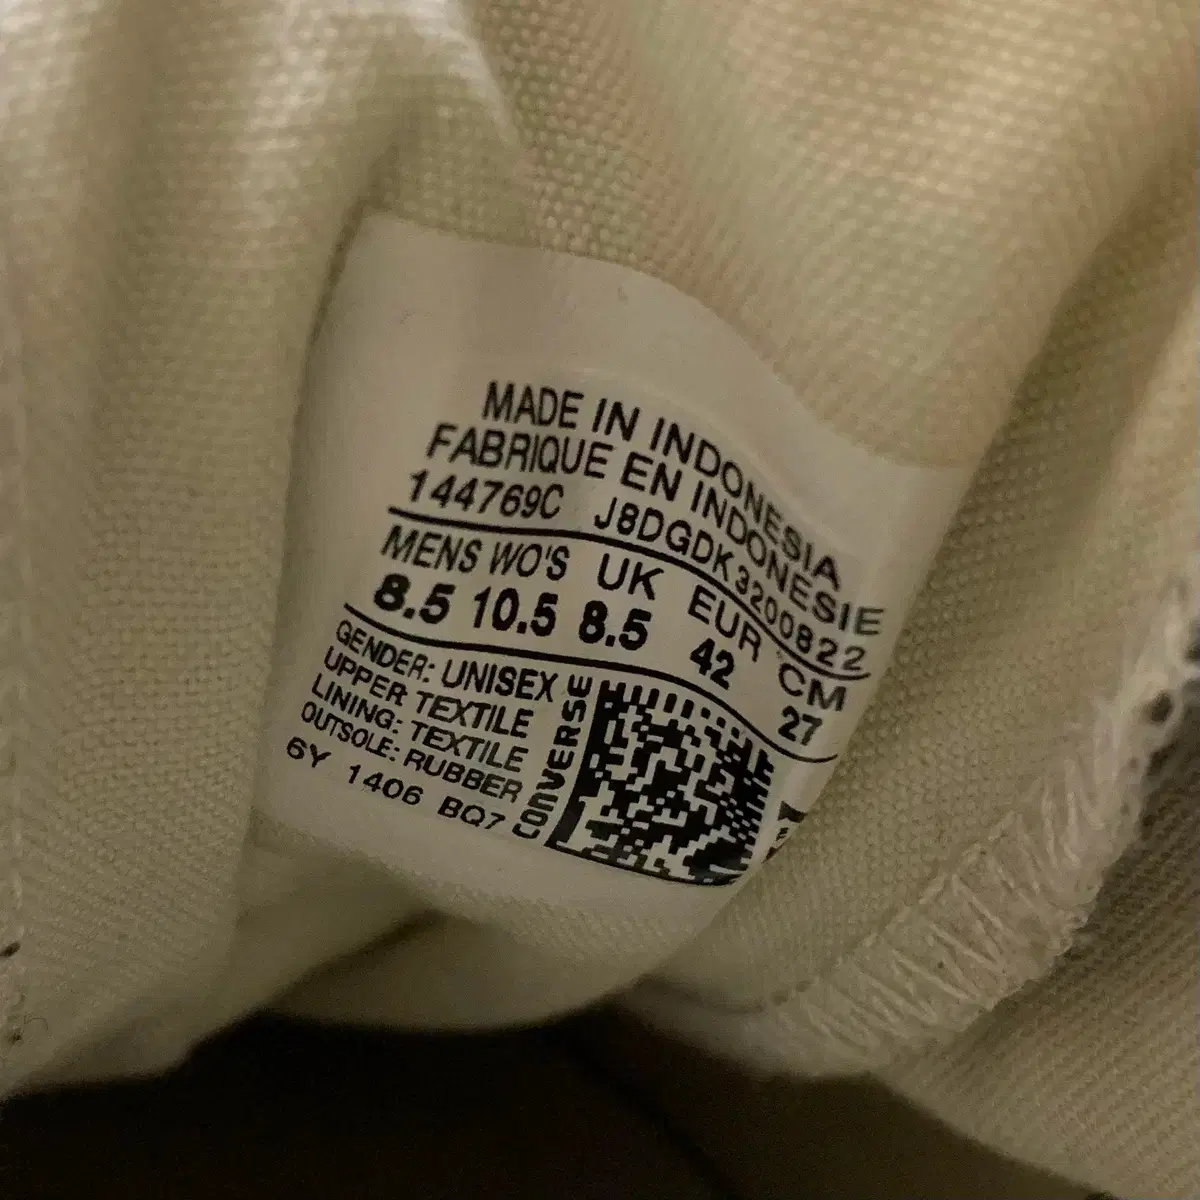 MADE IN INDONESIA
FABRIQUE EN INDONESIE
144769C J8DGDK3200822
MENS WO'S UK EUR CM
8.5 10.5 8.5 42 27
GENDER: UNISEX
UPPER: TEXTILE
LINING: TEXTILE
OUTSOLE: RUBBER
6Y 1406 BQ7
CONVERSE